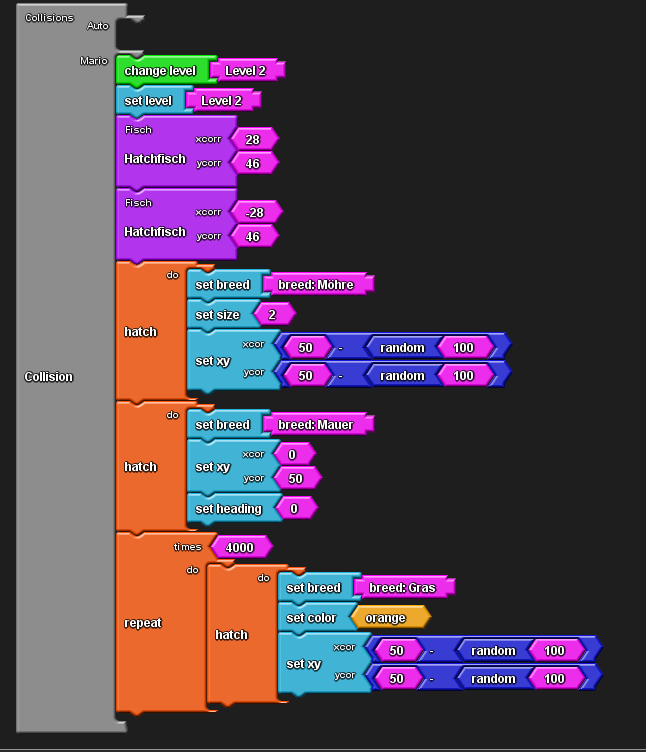 Collisions
Auto
Mario
change level Level 2
set level Level 2
Fisch
xcorr 28
Hatchfisch
ycorr 46
Fisch
xcorr -28
Hatchfisch
ycorr 46
do
set breed breed: Möhre
set size 2
hatch
xcor 50 - random 100
set xy
ycor 50 - random 100
Collision
do
set breed breed: Mauer
xcor 0
hatch
set xy
ycor 50
set heading 0
times 4000
do
do
set breed breed: Gras
set color orange
repeat
hatch
xcor 50 - random 100
set xy
ycor 50 - random 100